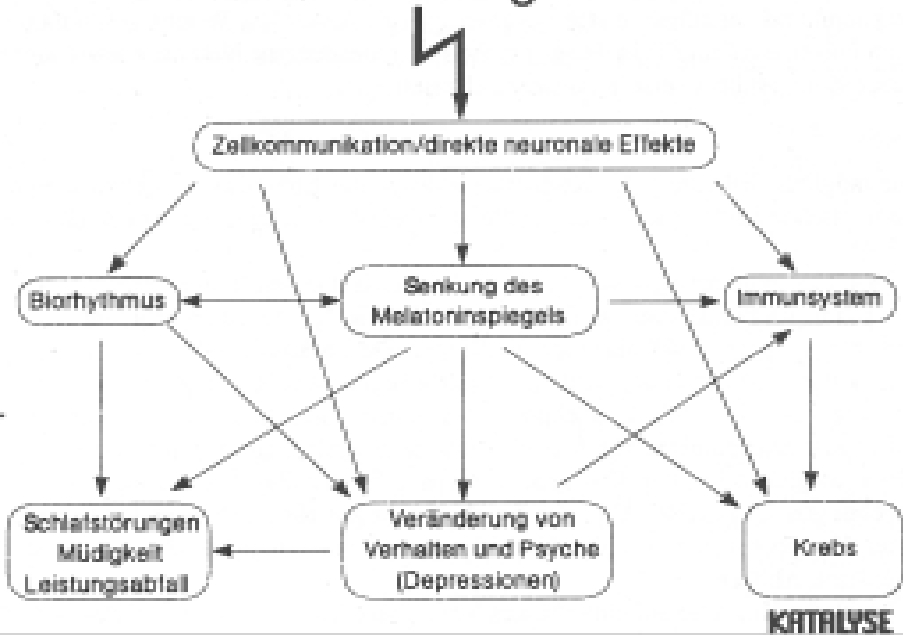 Zellkommunikation/direkte neuronale Effekte
Biorhythmus
Senkung des
Melatoninspiegels
Immunsystem
Schlafstörungen
Müdigkeit
Leistungsabfall
Veränderung von
Verhalten und Psyche
(Depressionen)
Krebs
KATALYSE